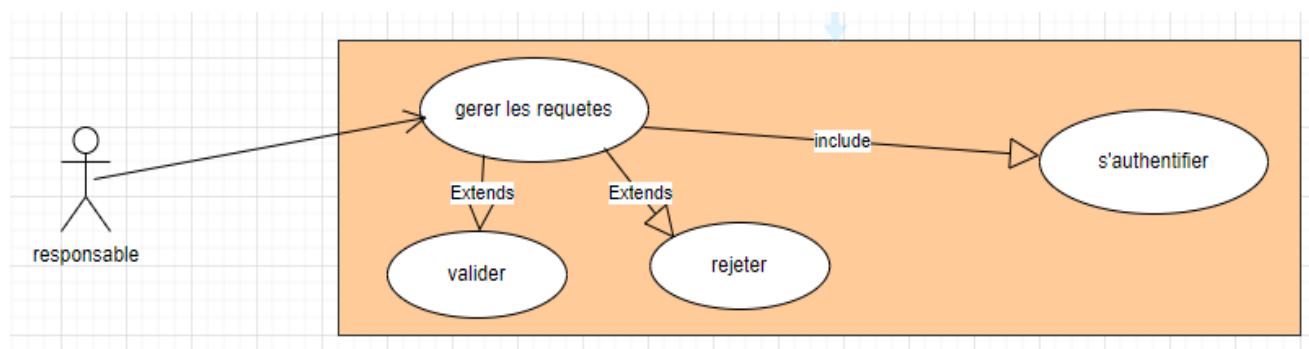 gerer les requetes
include
s'authentifier
Extends
Extends
responsable
valider
rejeter